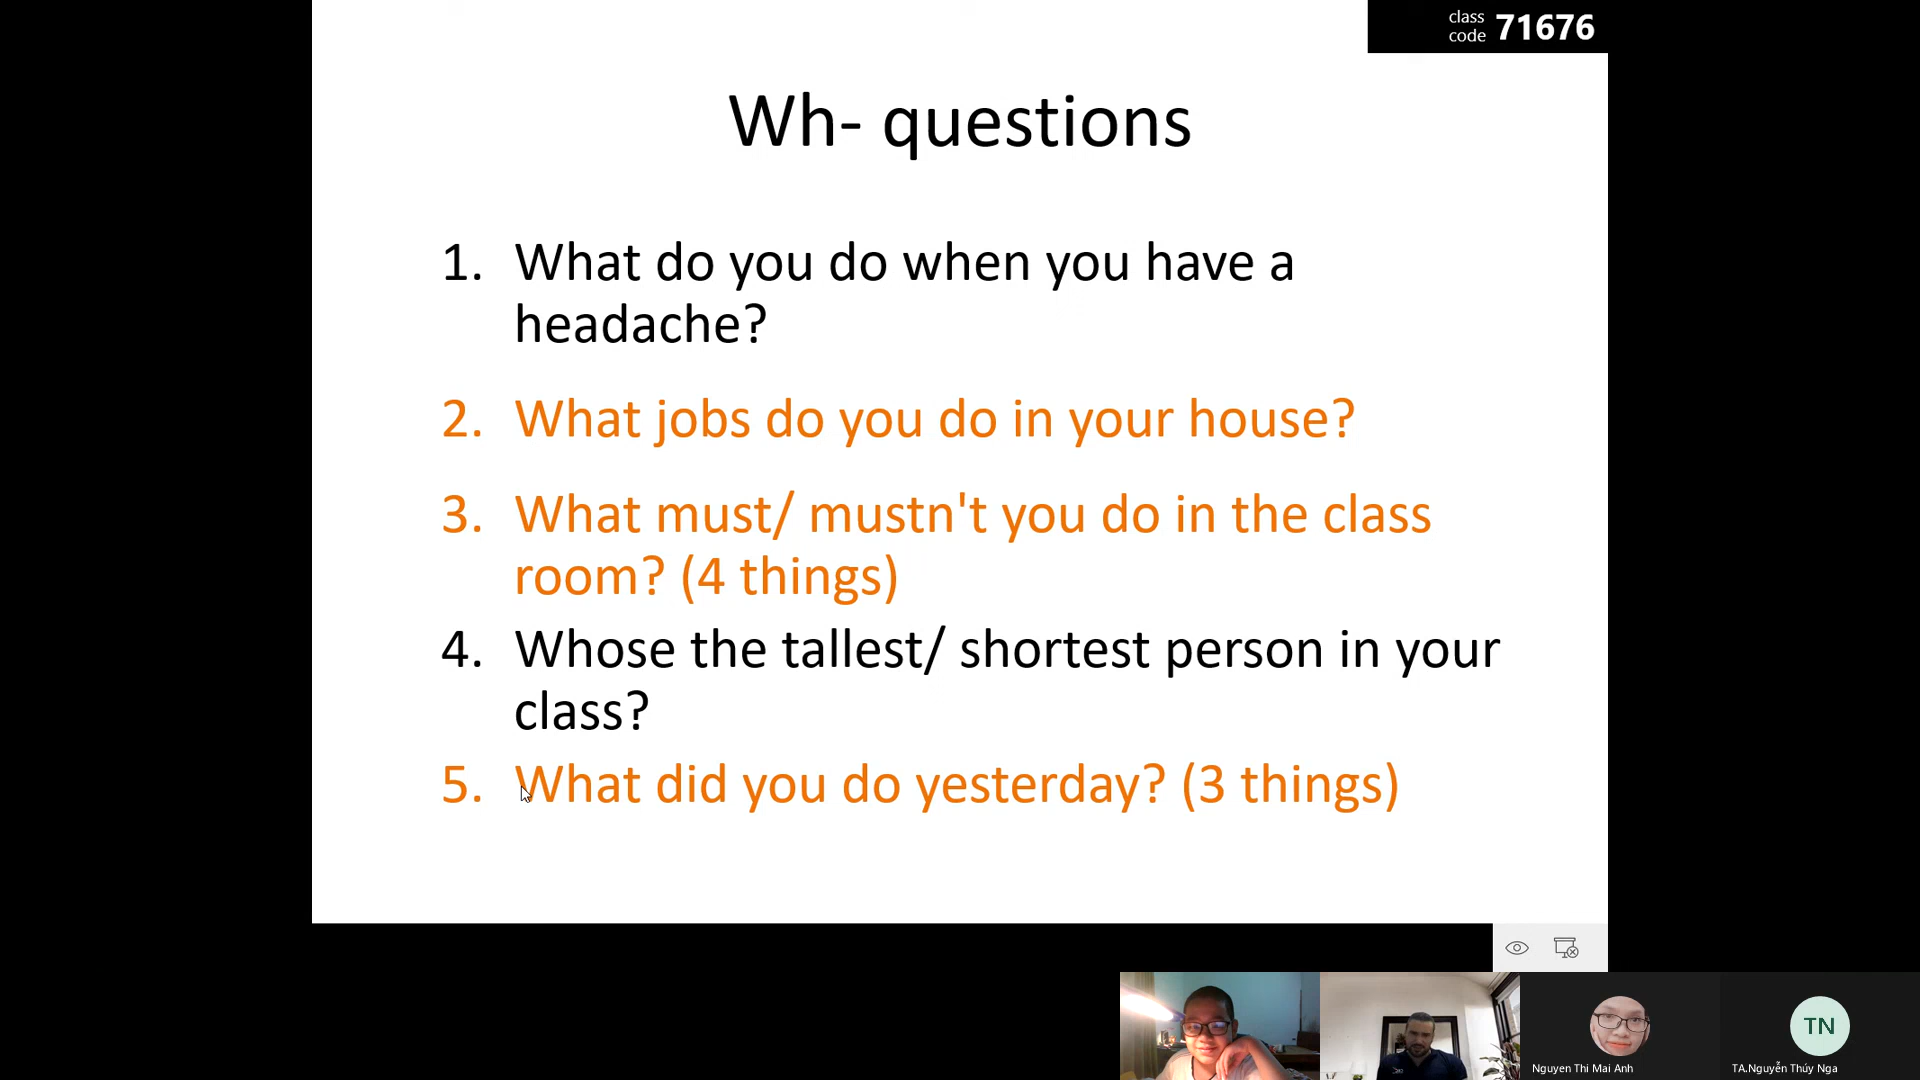 class
code 71676
Wh- questions
1. What do you do when you have a
headache?
2. What jobs do you do in your house?
3. What must/ mustn't you do in the class
room? (4 things)
4. Whose the tallest/ shortest person in your
class?
5. What did you do yesterday? (3 things)
TN
Nguyen Thi Mai Anh
TA.Nguyễn Thúy Nga